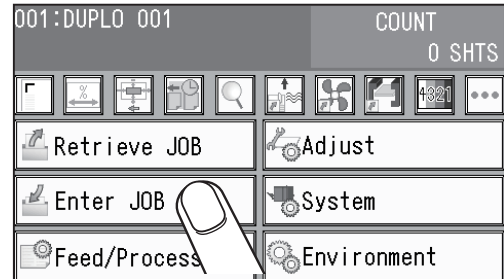 001:DUPLO 001
COUNT
0 SHTS
%
4321
Retrieve JOB
Adjust
Enter JOB
System
Feed/Process
Environment